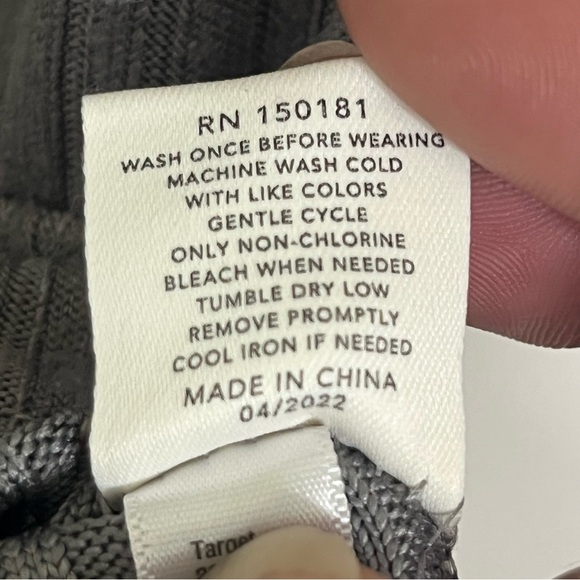 RN 150181
WASH ONCE BEFORE WEARING
MACHINE WASH COLD
WITH LIKE COLORS
GENTLE CYCLE
ONLY NON-CHLORINE
BLEACH WHEN NEEDED
TUMBLE DRY LOW
REMOVE PROMPTLY
COOL IRON IF NEEDED
MADE IN CHINA
04/2022
Target